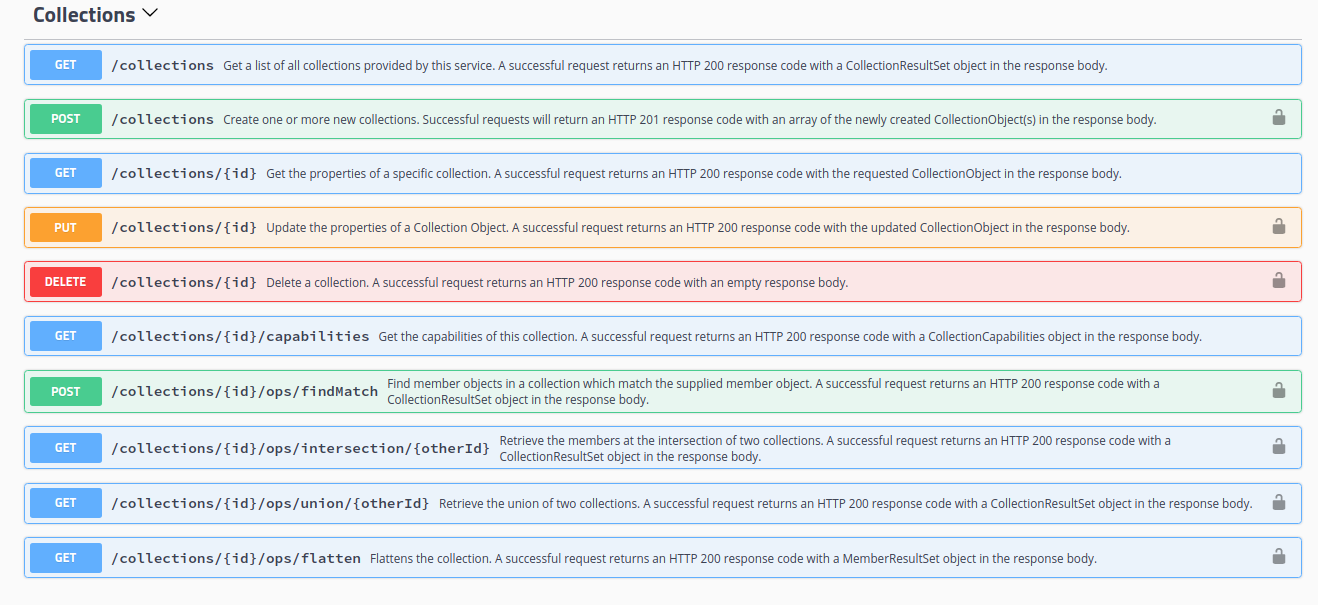 Collections
GET /collections Get a list of all collections provided by this service. A successful request returns an HTTP 200 response code with a CollectionResultSet object in the response body.
POST /collections Create one or more new collections. Successful requests will return an HTTP 201 response code with an array of the newly created CollectionObject(s) in the response body.
GET /collections/{id} Get the properties of a specific collection. A successful request returns an HTTP 200 response code with the requested CollectionObject in the response body.
PUT /collections/{id} Update the properties of a Collection Object. A successful request returns an HTTP 200 response code with the updated CollectionObject in the response body.
DELETE /collections/{id} Delete a collection. A successful request returns an HTTP 200 response code with an empty response body.
GET /collections/{id}/capabilities Get the capabilities of this collection. A successful request returns an HTTP 200 response code with a CollectionCapabilities object in the response body.
POST /collections/{id}/ops/findMatch Find member objects in a collection which match the supplied member object. A successful request returns an HTTP 200 response code with a
CollectionResultSet object in the response body.
GET /collections/{id}/ops/intersection/{otherId} Retrieve the members at the intersection of two collections. A successful request returns an HTTP 200 response code with a
CollectionResultSet object in the response body.
GET /collections/{id}/ops/union/{otherId} Retrieve the union of two collections. A successful request returns an HTTP 200 response code with a CollectionResultSet object in the response body.
GET /collections/{id}/ops/flatten Flattens the collection. A successful request returns an HTTP 200 response code with a MemberResultSet object in the response body.